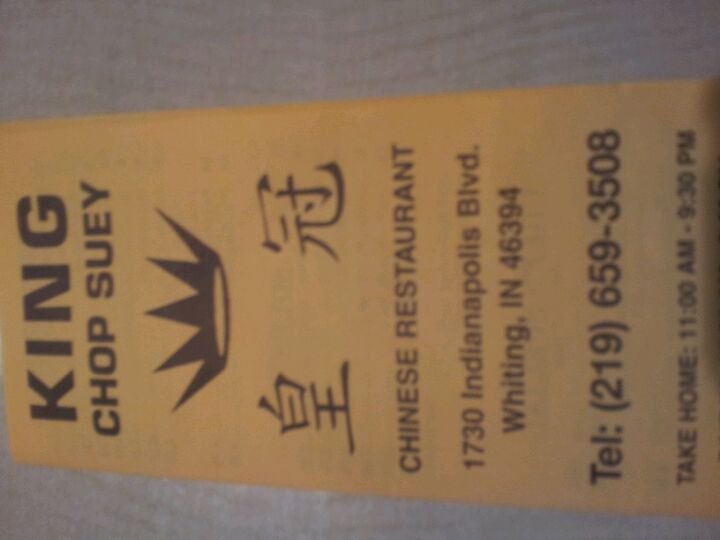 KING
CHOP SUEY
皇冠
CHINESE RESTAURANT
1730 Indianapolis Blvd.
Whiting, IN 46394
Tel: (219) 659-3508
TAKE HOME: 11:00 AM - 9:30 PM